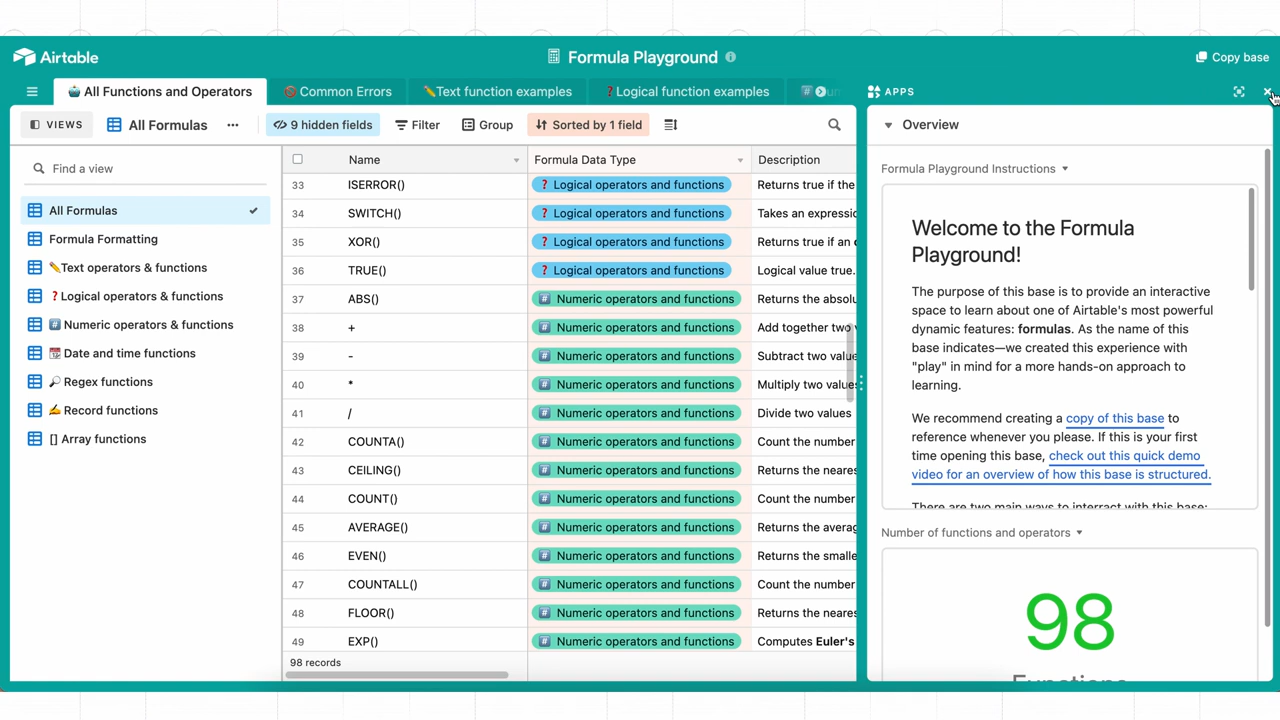 Airtable
Formula Playground
Copy base
All Functions and Operators
Common Errors
Text function examples
Logical function examples
APPS
VIEWS
All Formulas
9 hidden fields
Filter
Group
Sorted by 1 field
Overview
Find a view
All Formulas
Formula Formatting
Text operators & functions
❓Logical operators & functions
#️⃣ Numeric operators & functions
Date and time functions
Regex functions
Record functions
[] Array functions
Name Formula Data Type Description
33 ISERROR() ❓ Logical operators and functions Returns true if the
34 SWITCH() ❓ Logical operators and functions Takes an expressio
35 XOR() ❓ Logical operators and functions Returns true if an
36 TRUE() ❓ Logical operators and functions Logical value true.
37 ABS() #️⃣ Numeric operators and functions Returns the absolu
38 + #️⃣ Numeric operators and functions Add together two
39 - #️⃣ Numeric operators and functions Subtract two value
40 * #️⃣ Numeric operators and functions Multiply two values
41 / #️⃣ Numeric operators and functions Divide two values
42 COUNTA() #️⃣ Numeric operators and functions Count the number
43 CEILING() #️⃣ Numeric operators and functions Returns the neares
44 COUNT() #️⃣ Numeric operators and functions Count the number
45 AVERAGE() #️⃣ Numeric operators and functions Returns the averag
46 EVEN() #️⃣ Numeric operators and functions Returns the smalle
47 COUNTALL() #️⃣ Numeric operators and functions Count the number
48 FLOOR() #️⃣ Numeric operators and functions Returns the neares
49 EXP() #️⃣ Numeric operators and functions Computes Euler's
98 records
Formula Playground Instructions
Welcome to the Formula
Playground!
The purpose of this base is to provide an interactive
space to learn about one of Airtable's most powerful
dynamic features: formulas. As the name of this
base indicates—we created this experience with
"play" in mind for a more hands-on approach to
learning.
We recommend creating a copy of this base to
reference whenever you please. If this is your first
time opening this base, check out this quick demo
video for an overview of how this base is structured.
There are two main ways to interract with this base:
Number of functions and operators
98
Functions